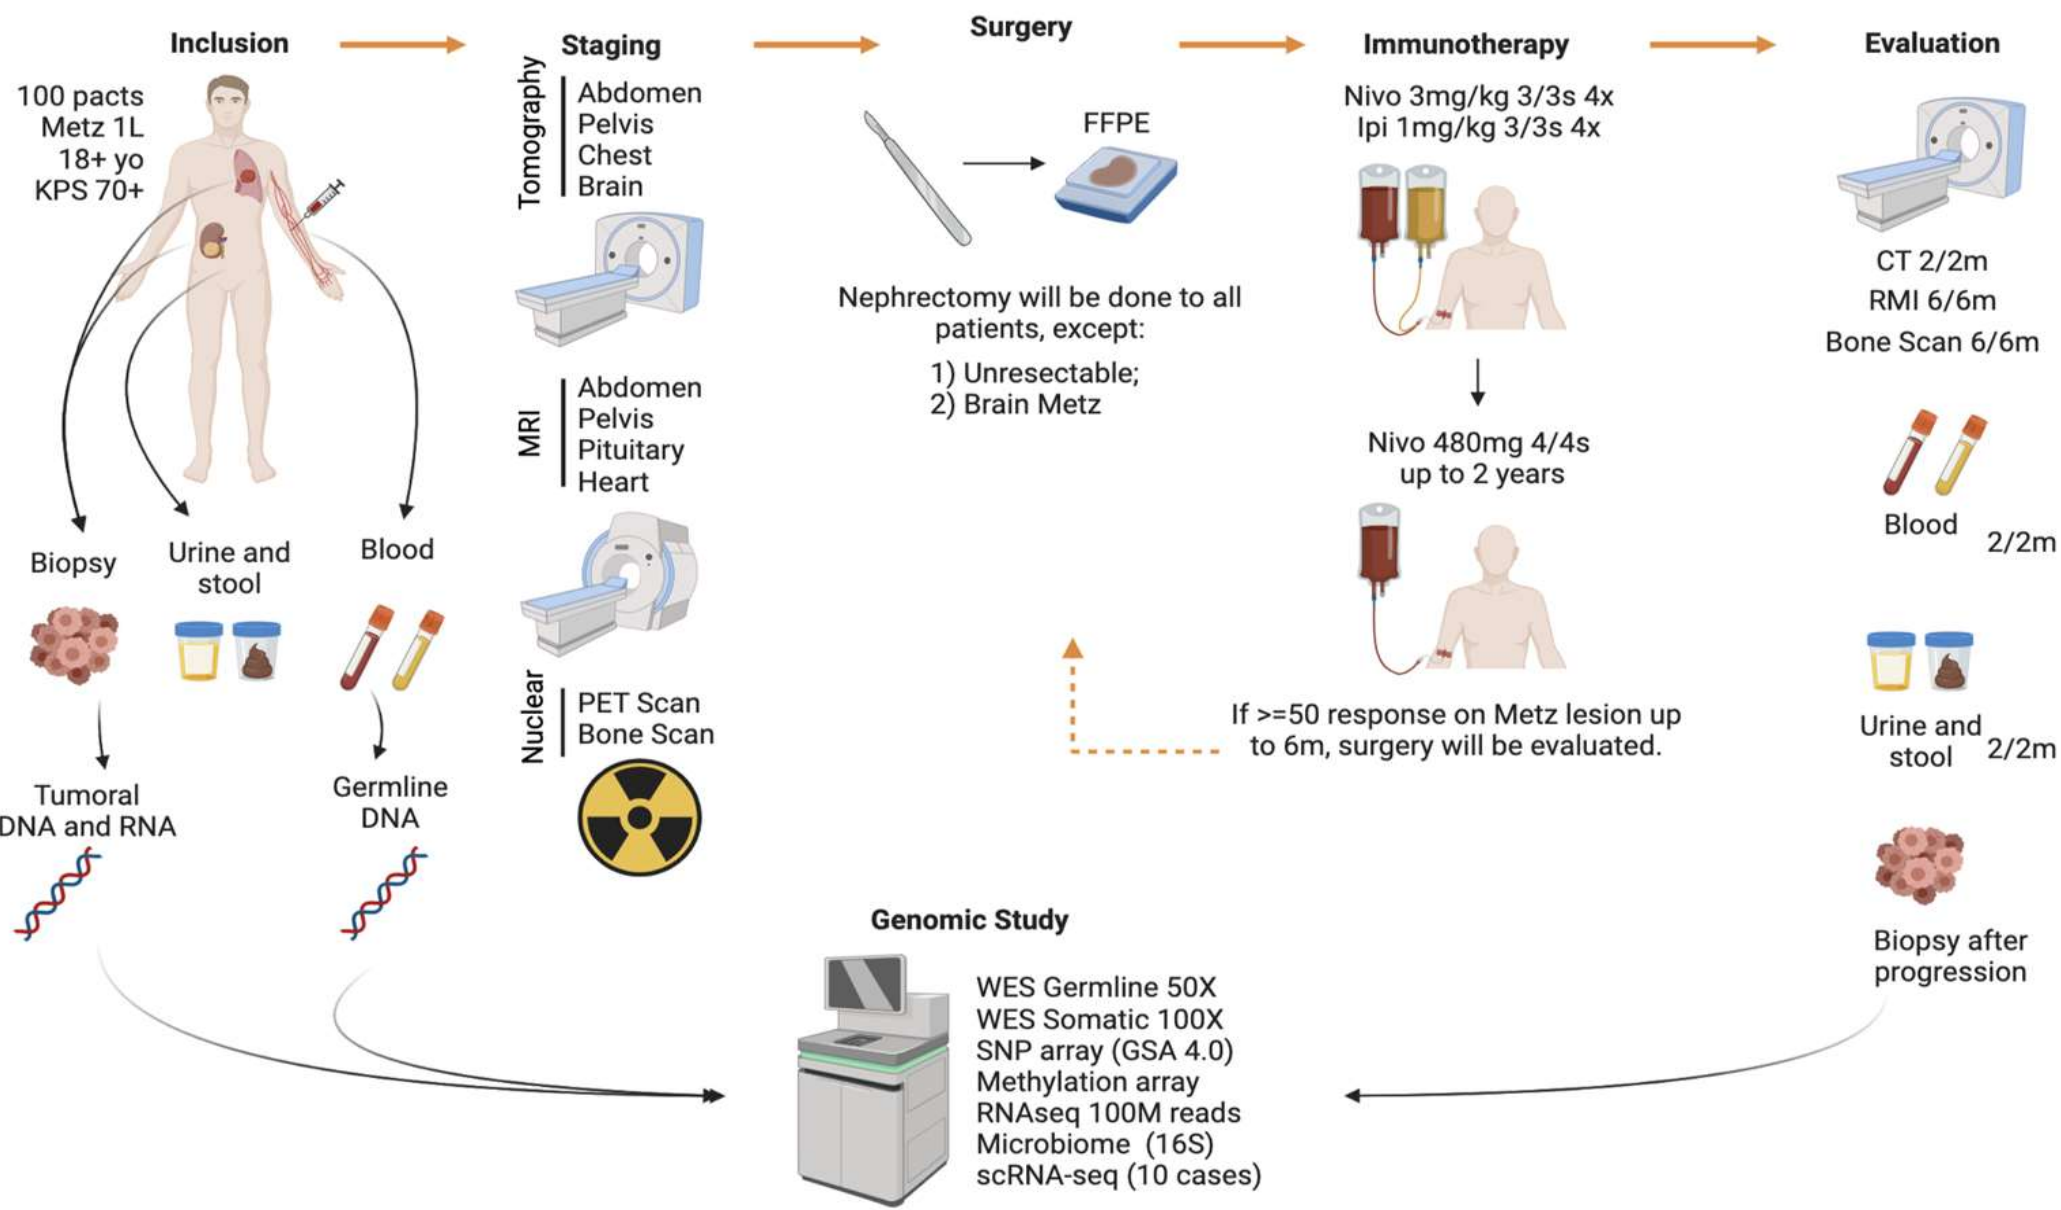 Inclusion
100 pacts
Metz 1L
18+ yo
KPS 70+
Biopsy
Urine and
stool
Blood
Tumoral
DNA and RNA
Germline
DNA
Staging
Tomography
Abdomen
Pelvis
Chest
Brain
MRI
Abdomen
Pelvis
Pituitary
Heart
Nuclear
PET Scan
Bone Scan
Surgery
FFPE
Nephrectomy will be done to all
patients, except:
1) Unresectable;
2) Brain Metz
Immunotherapy
Nivo 3mg/kg 3/3s 4x
Ipi 1mg/kg 3/3s 4x
Nivo 480mg 4/4s
up to 2 years
If >=50 response on Metz lesion up
to 6m, surgery will be evaluated.
Evaluation
CT 2/2m
RMI 6/6m
Bone Scan 6/6m
Blood 2/2m
Urine and
stool 2/2m
Biopsy after
progression
Genomic Study
WES Germline 50X
WES Somatic 100X
SNP array (GSA 4.0)
Methylation array
RNAseq 100M reads
Microbiome (16S)
scRNA-seq (10 cases)